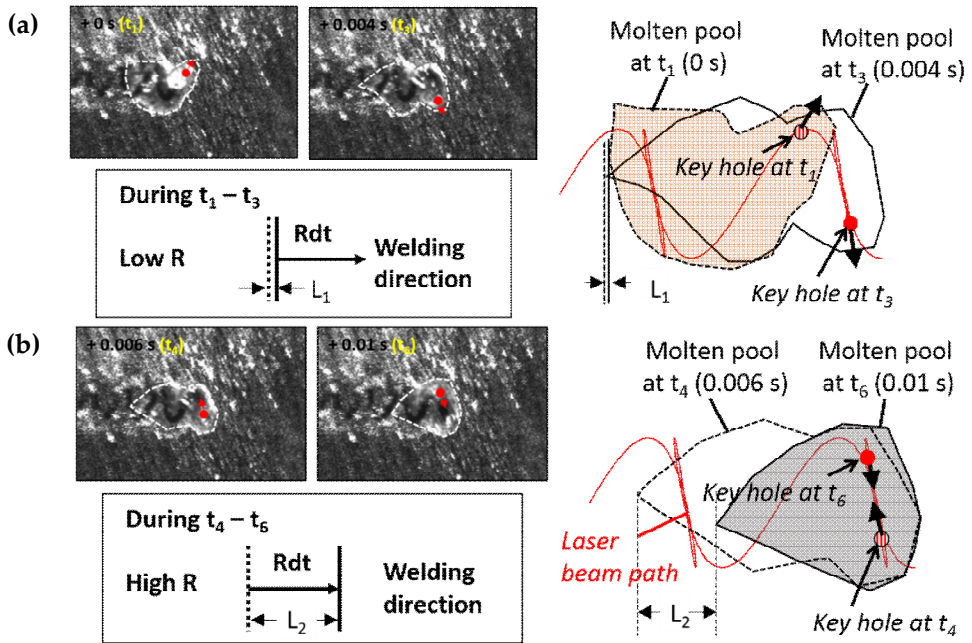 (a)
+ 0 s (t1)
+ 0.004 s (t3)
Molten pool
at t1 (0 s)
Molten pool
at t3 (0.004 s)
Key hole at t1
Key hole at t3
L1
During t1 – t3
Rdt
Low R
Welding
direction
L1
(b)
+ 0.006 s (t4)
+ 0.01 s (t6)
Molten pool
at t4 (0.006 s)
Molten pool
at t6 (0.01 s)
Key hole at t6
Laser
beam path
L2
Key hole at t4
During t4 – t6
Rdt
High R
Welding
direction
L2